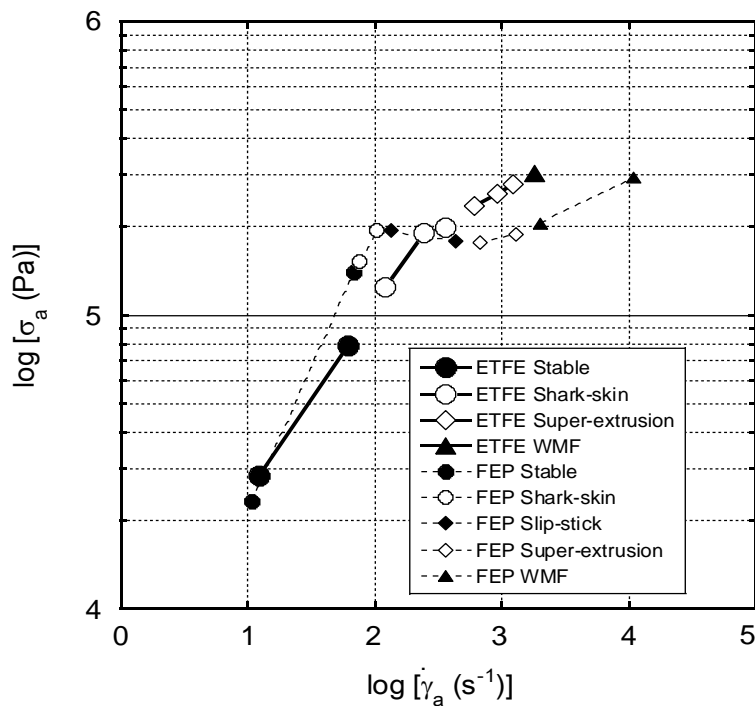 6
5
4
log [σₐ (Pa)]
0 1 2 3 4 5
log [γ̇ₐ (s⁻¹)]
ETFE Stable
ETFE Shark-skin
ETFE Super-extrusion
ETFE WMF
FEP Stable
FEP Shark-skin
FEP Slip-stick
FEP Super-extrusion
FEP WMF